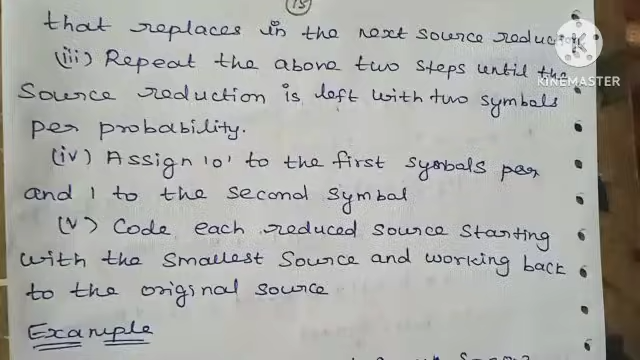 15
that replaces in the next source reduction
(iii) Repeat the above two steps until the
source reduction is left with two symbols
per probability.
(iv) Assign '0' to the first symbols per
and 1 to the second symbol
(v) Code each reduced source starting
with the smallest source and working back
to the original source
Example
K
KINEMASTER